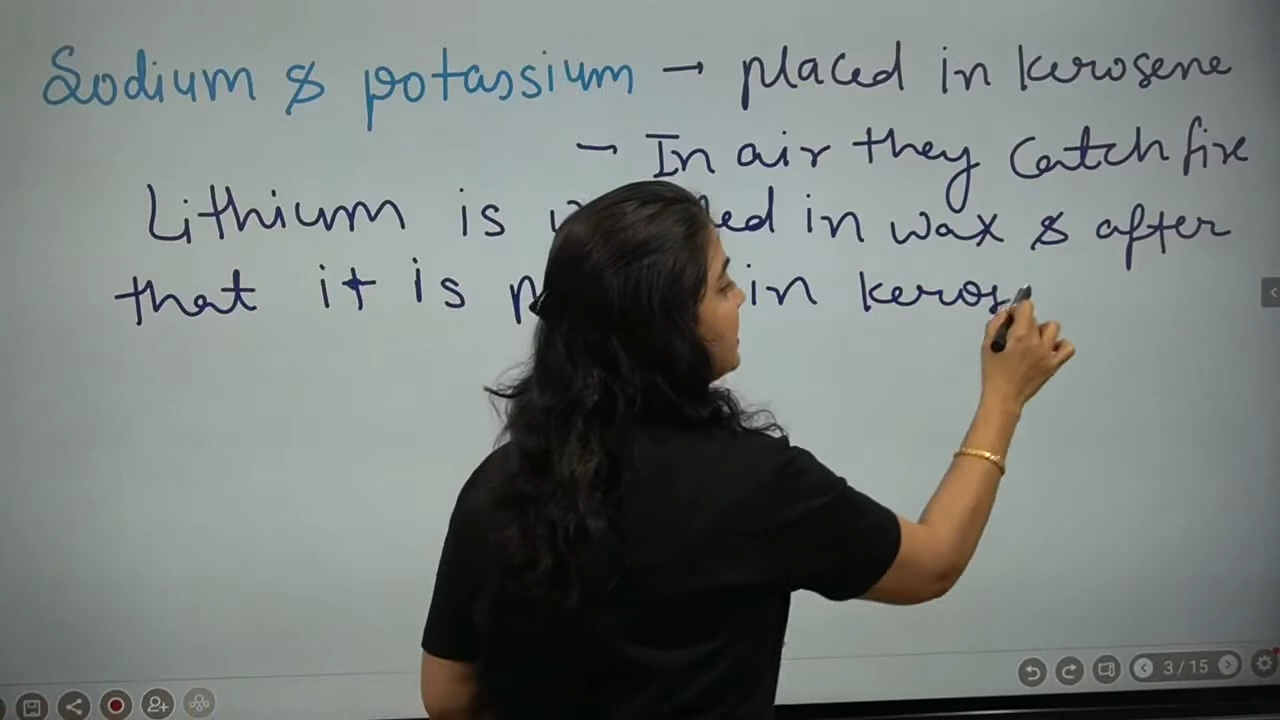 Sodium & potassium → placed in kerosene
– In air they Catch fire
Lithium is in wax & after
that it is in keros
3/15